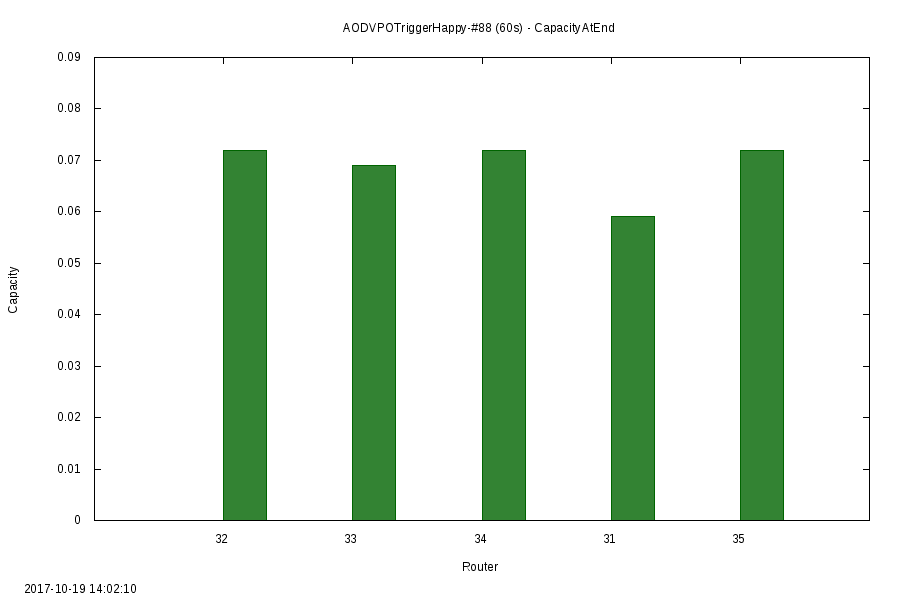 AODVPOTriggerHappy-#88 (60s) - CapacityAtEnd
0.09
0.08
0.07
0.06
0.05
0.04
0.03
0.02
0.01
0
Capacity
32 33 34 31 35
Router
2017-10-19 14:02:10